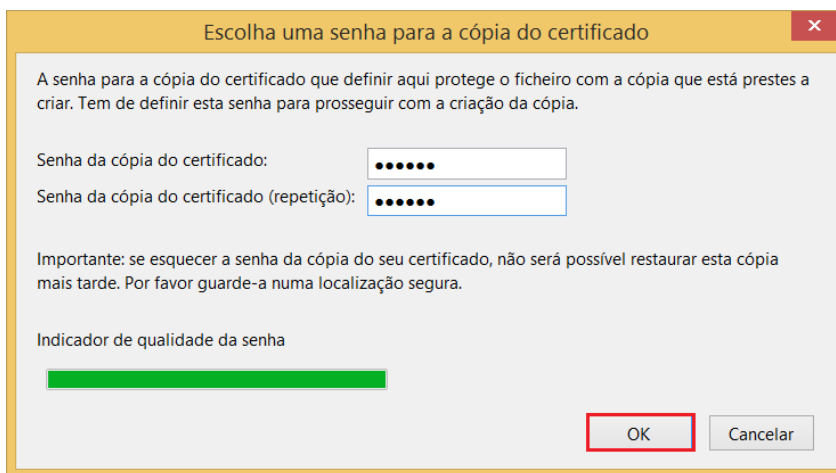 Escolha uma senha para a cópia do certificado
A senha para a cópia do certificado que definir aqui protege o ficheiro com a cópia que está prestes a
criar. Tem de definir esta senha para prosseguir com a criação da cópia.
Senha da cópia do certificado:
Senha da cópia do certificado (repetição):
Importante: se esquecer a senha da cópia do seu certificado, não será possível restaurar esta cópia
mais tarde. Por favor guarde-a numa localização segura.
Indicador de qualidade da senha
OK Cancelar